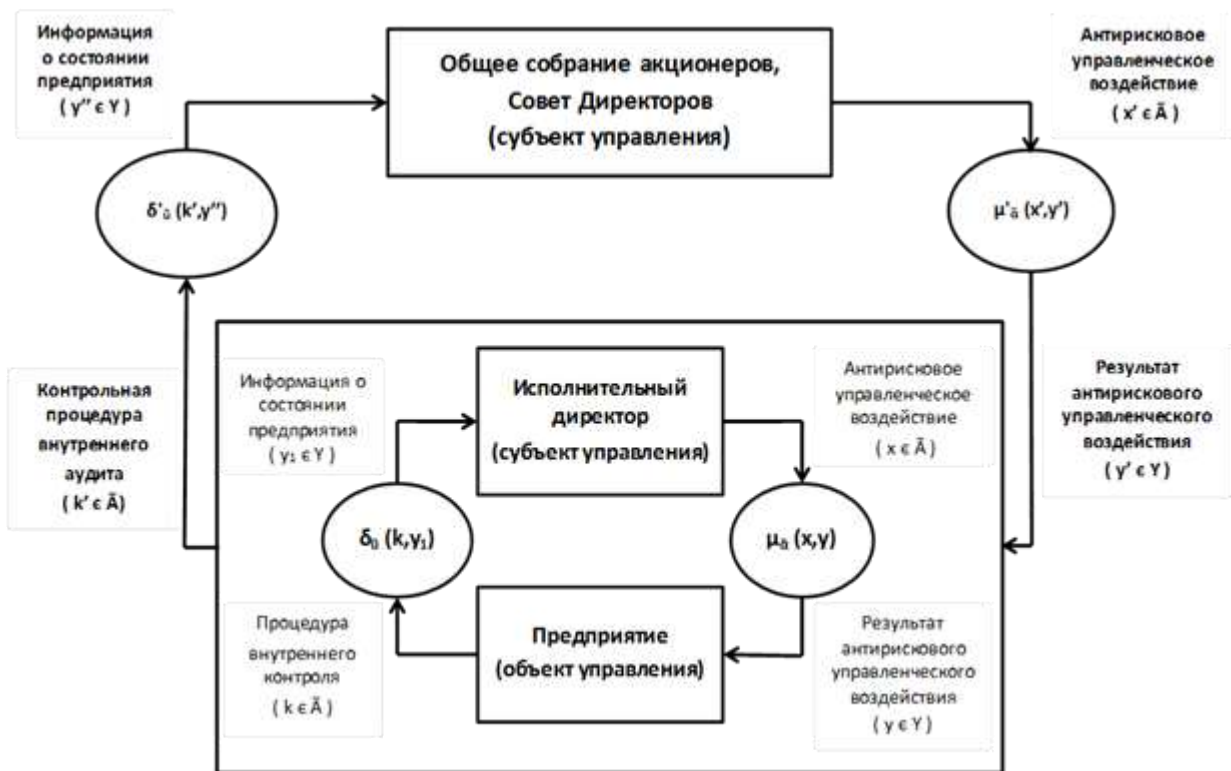 Информация
о состоянии
предприятия
( y'' є Y )
Общее собрание акционеров,
Совет Директоров
(субъект управления)
Антирисковое
управленческое
воздействие
( x' є Ã )
δ'ᵤ̃ (k',y'')
μ'ₐ̃ (x',y')
Контрольная
процедура
внутреннего
аудита
( k' є Ã)
Результат
антирискового
управленческого
воздействия
( y' є Y )
Информация о
состоянии
предприятия
( y₁ є Y )
Исполнительный
директор
(субъект управления)
Антирисковое
управленческое
воздействие
( x є Ã )
δᵤ̃ (k,y₁)
μₐ̃ (x,y)
Процедура
внутреннего
контроля
( k є Ã )
Предприятие
(объект управления)
Результат
антирискового
управленческого
воздействия
( y є Y )